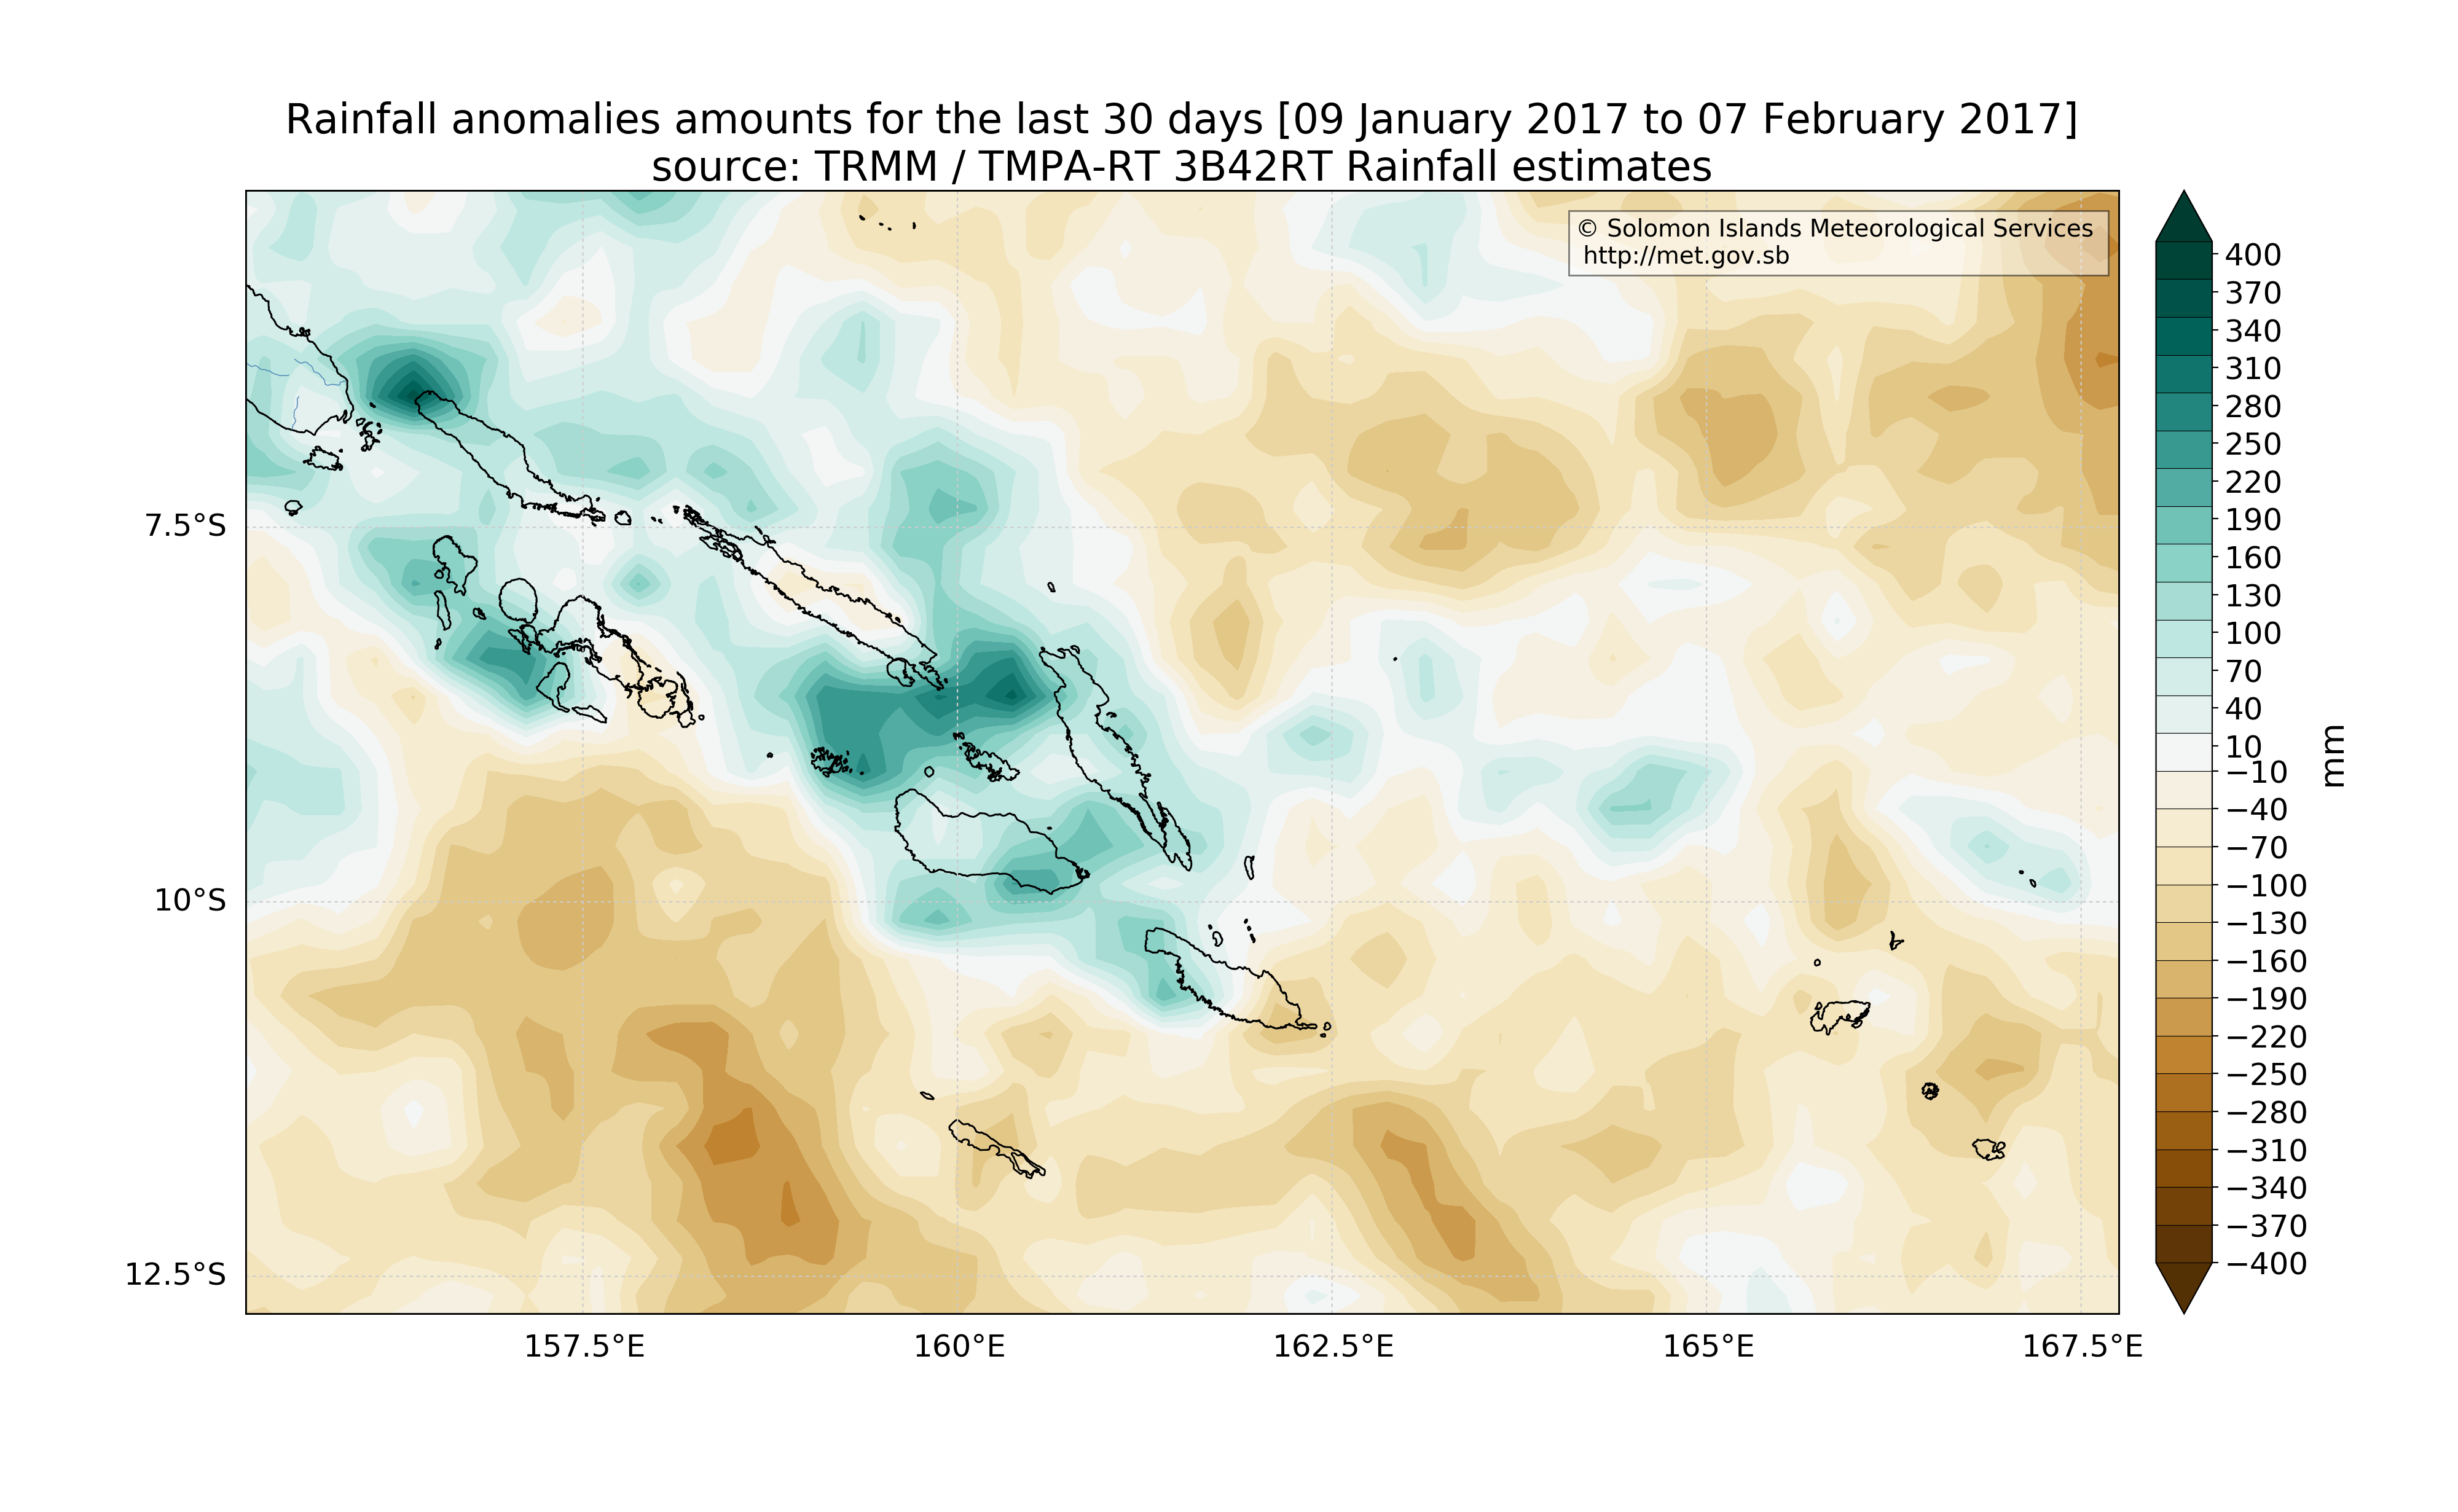 Rainfall anomalies amounts for the last 30 days [09 January 2017 to 07 February 2017]
source: TRMM / TMPA-RT 3B42RT Rainfall estimates
© Solomon Islands Meteorological Services
http://met.gov.sb
7.5°S
10°S
12.5°S
157.5°E
160°E
162.5°E
165°E
167.5°E
400
370
340
310
280
250
220
190
160
130
100
70
40
10
−10
−40
−70
−100
−130
−160
−190
−220
−250
−280
−310
−340
−370
−400
mm